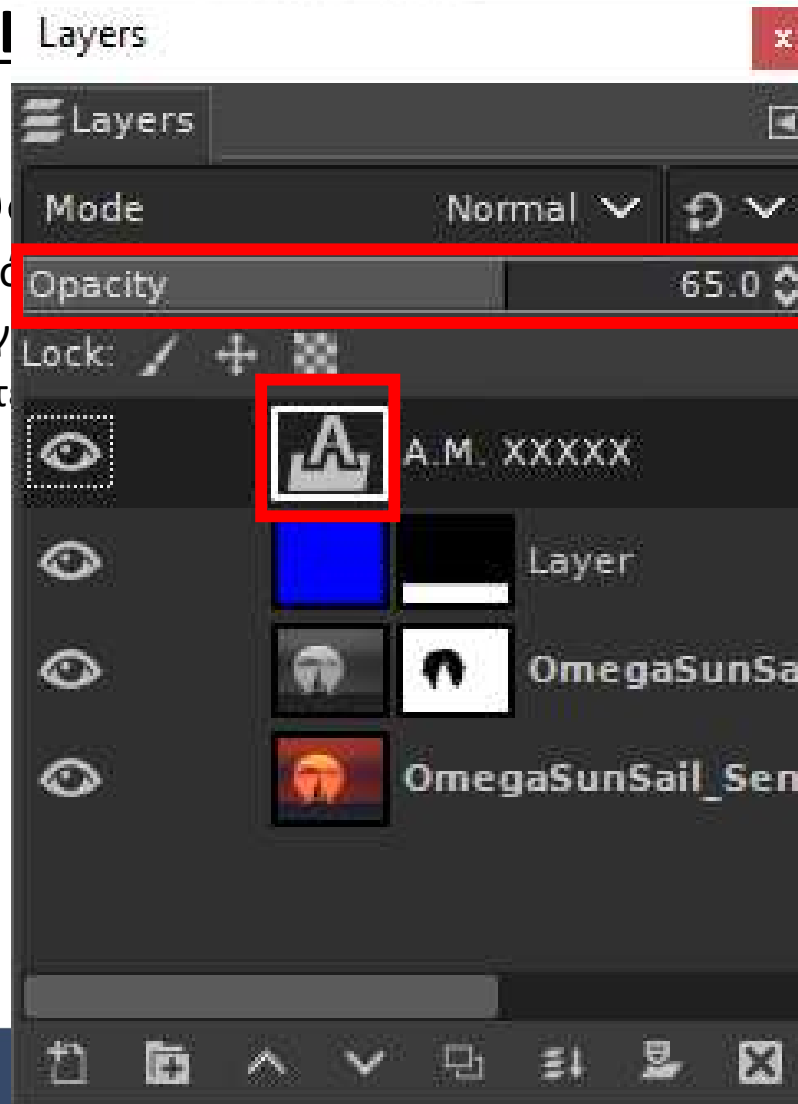 Layers
Layers
Mode Normal
Opacity 65.0
Lock:
A.M. XXXXX
Layer
OmegaSunSa
OmegaSunSail_Sen